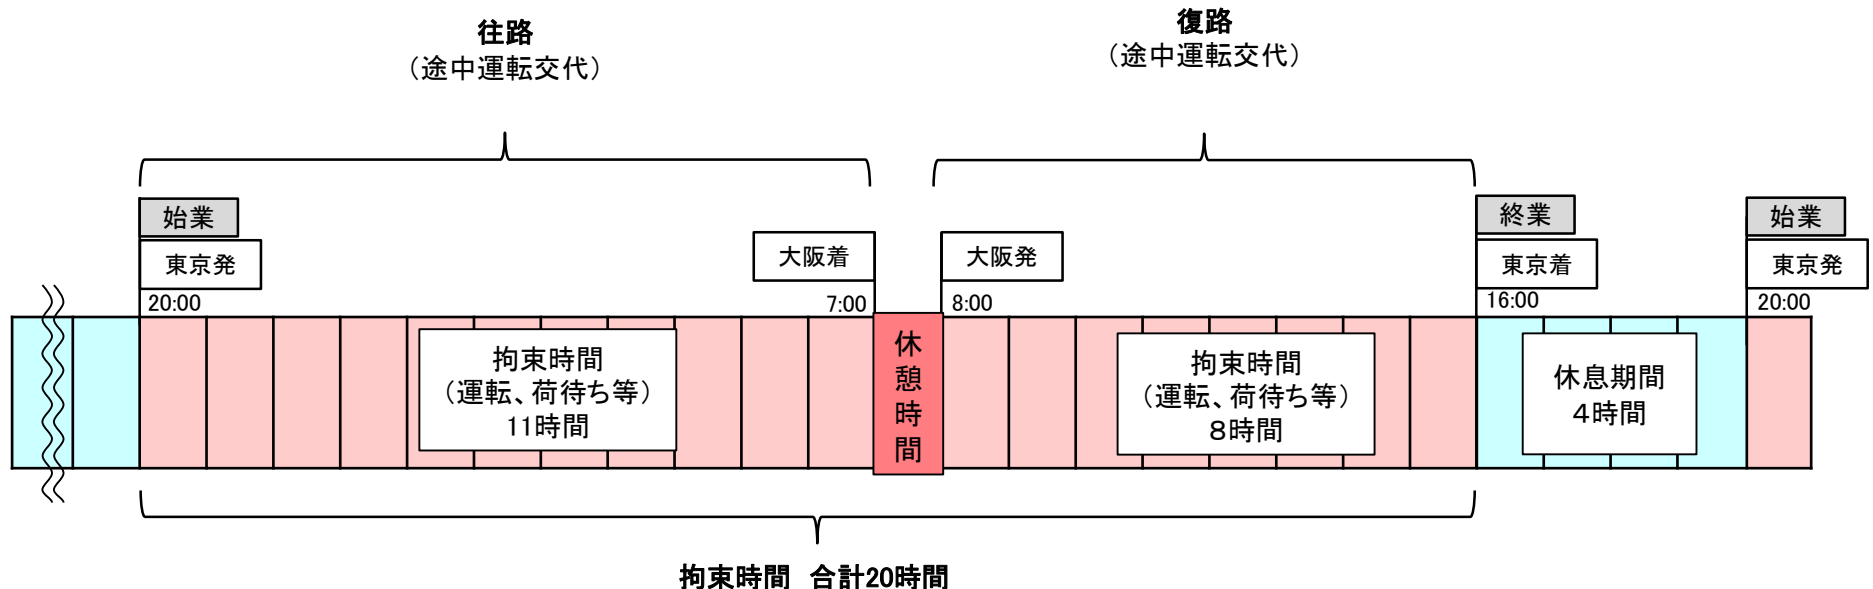 往路
（途中運転交代）
復路
（途中運転交代）
始業
東京発
20:00
大阪着
7:00
大阪発
8:00
終業
東京着
16:00
始業
東京発
20:00
拘束時間
（運転、荷待ち等）
11時間
休憩時間
拘束時間
（運転、荷待ち等）
８時間
休息期間
４時間
拘束時間　合計20時間